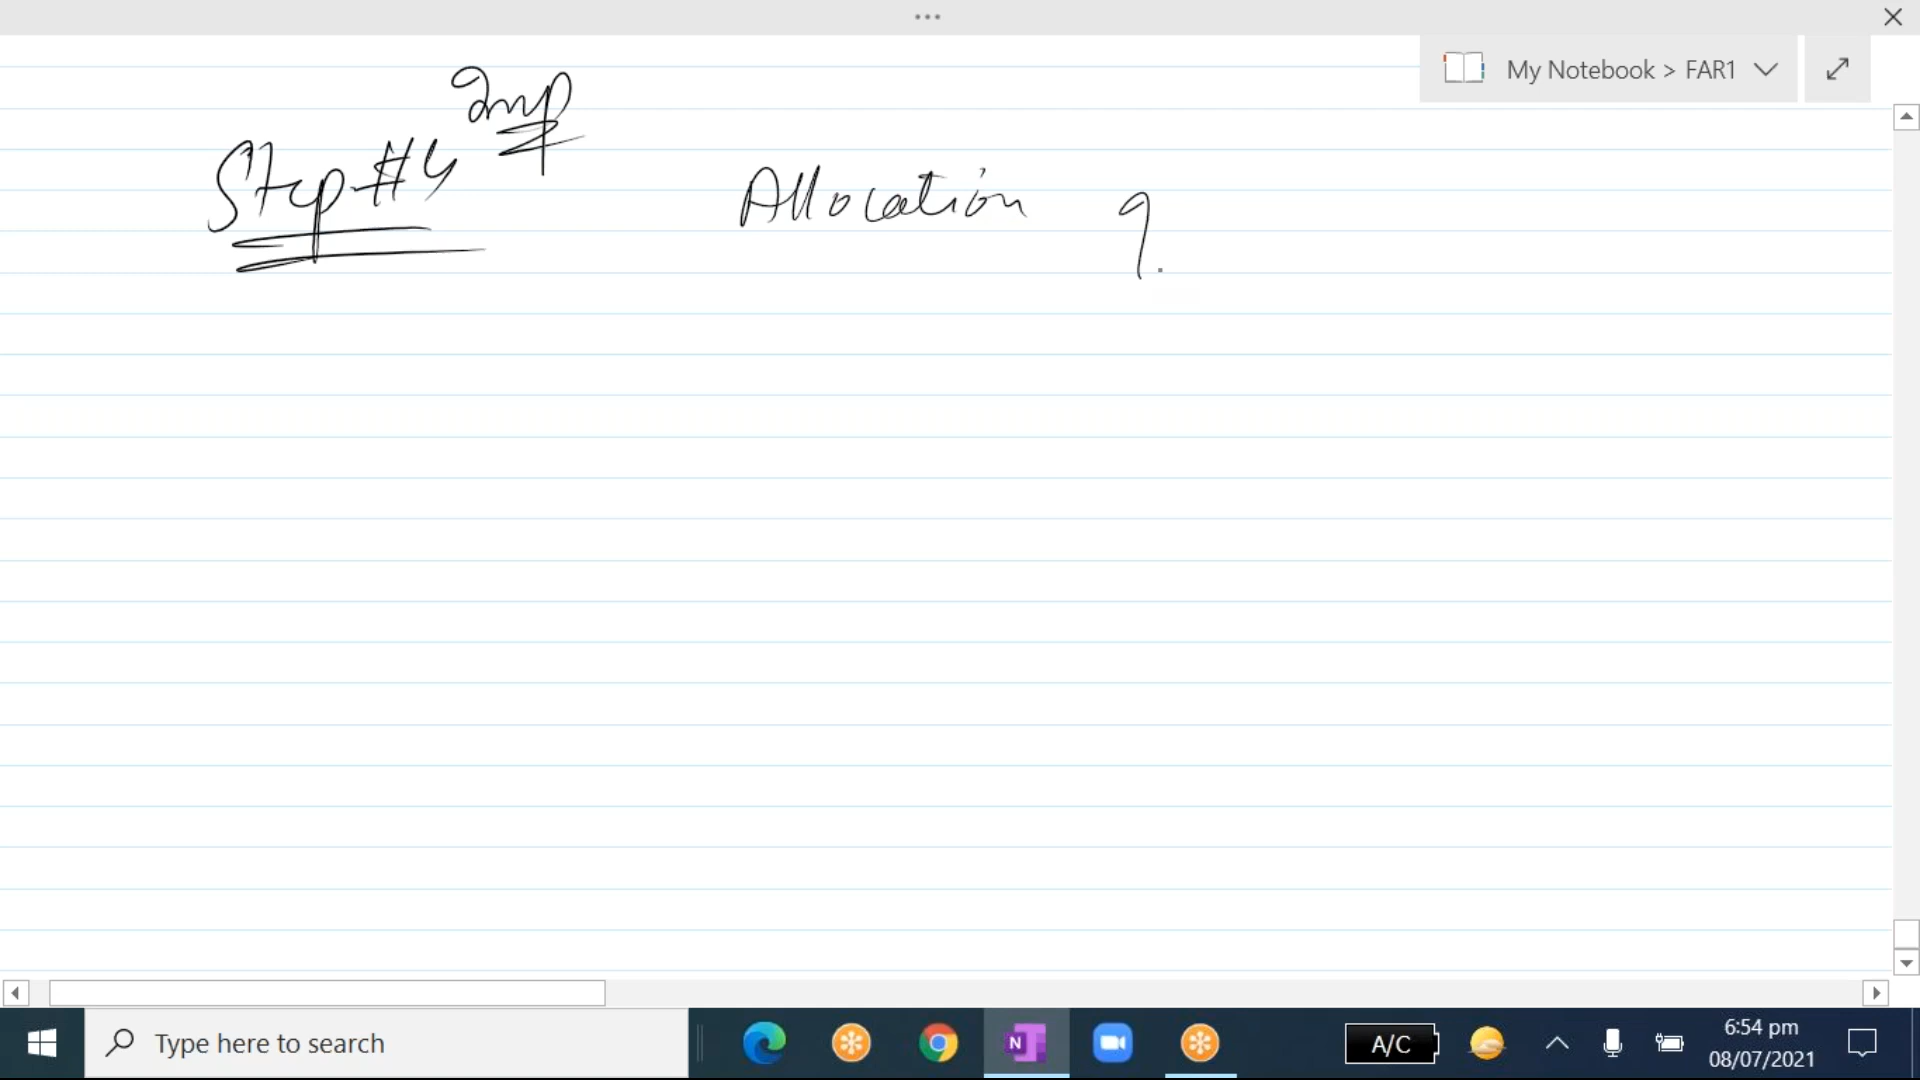 ...
My Notebook > FAR1
Imp
Step #4 Allocation
Type here to search
N
A/C
6:54 pm
08/07/2021